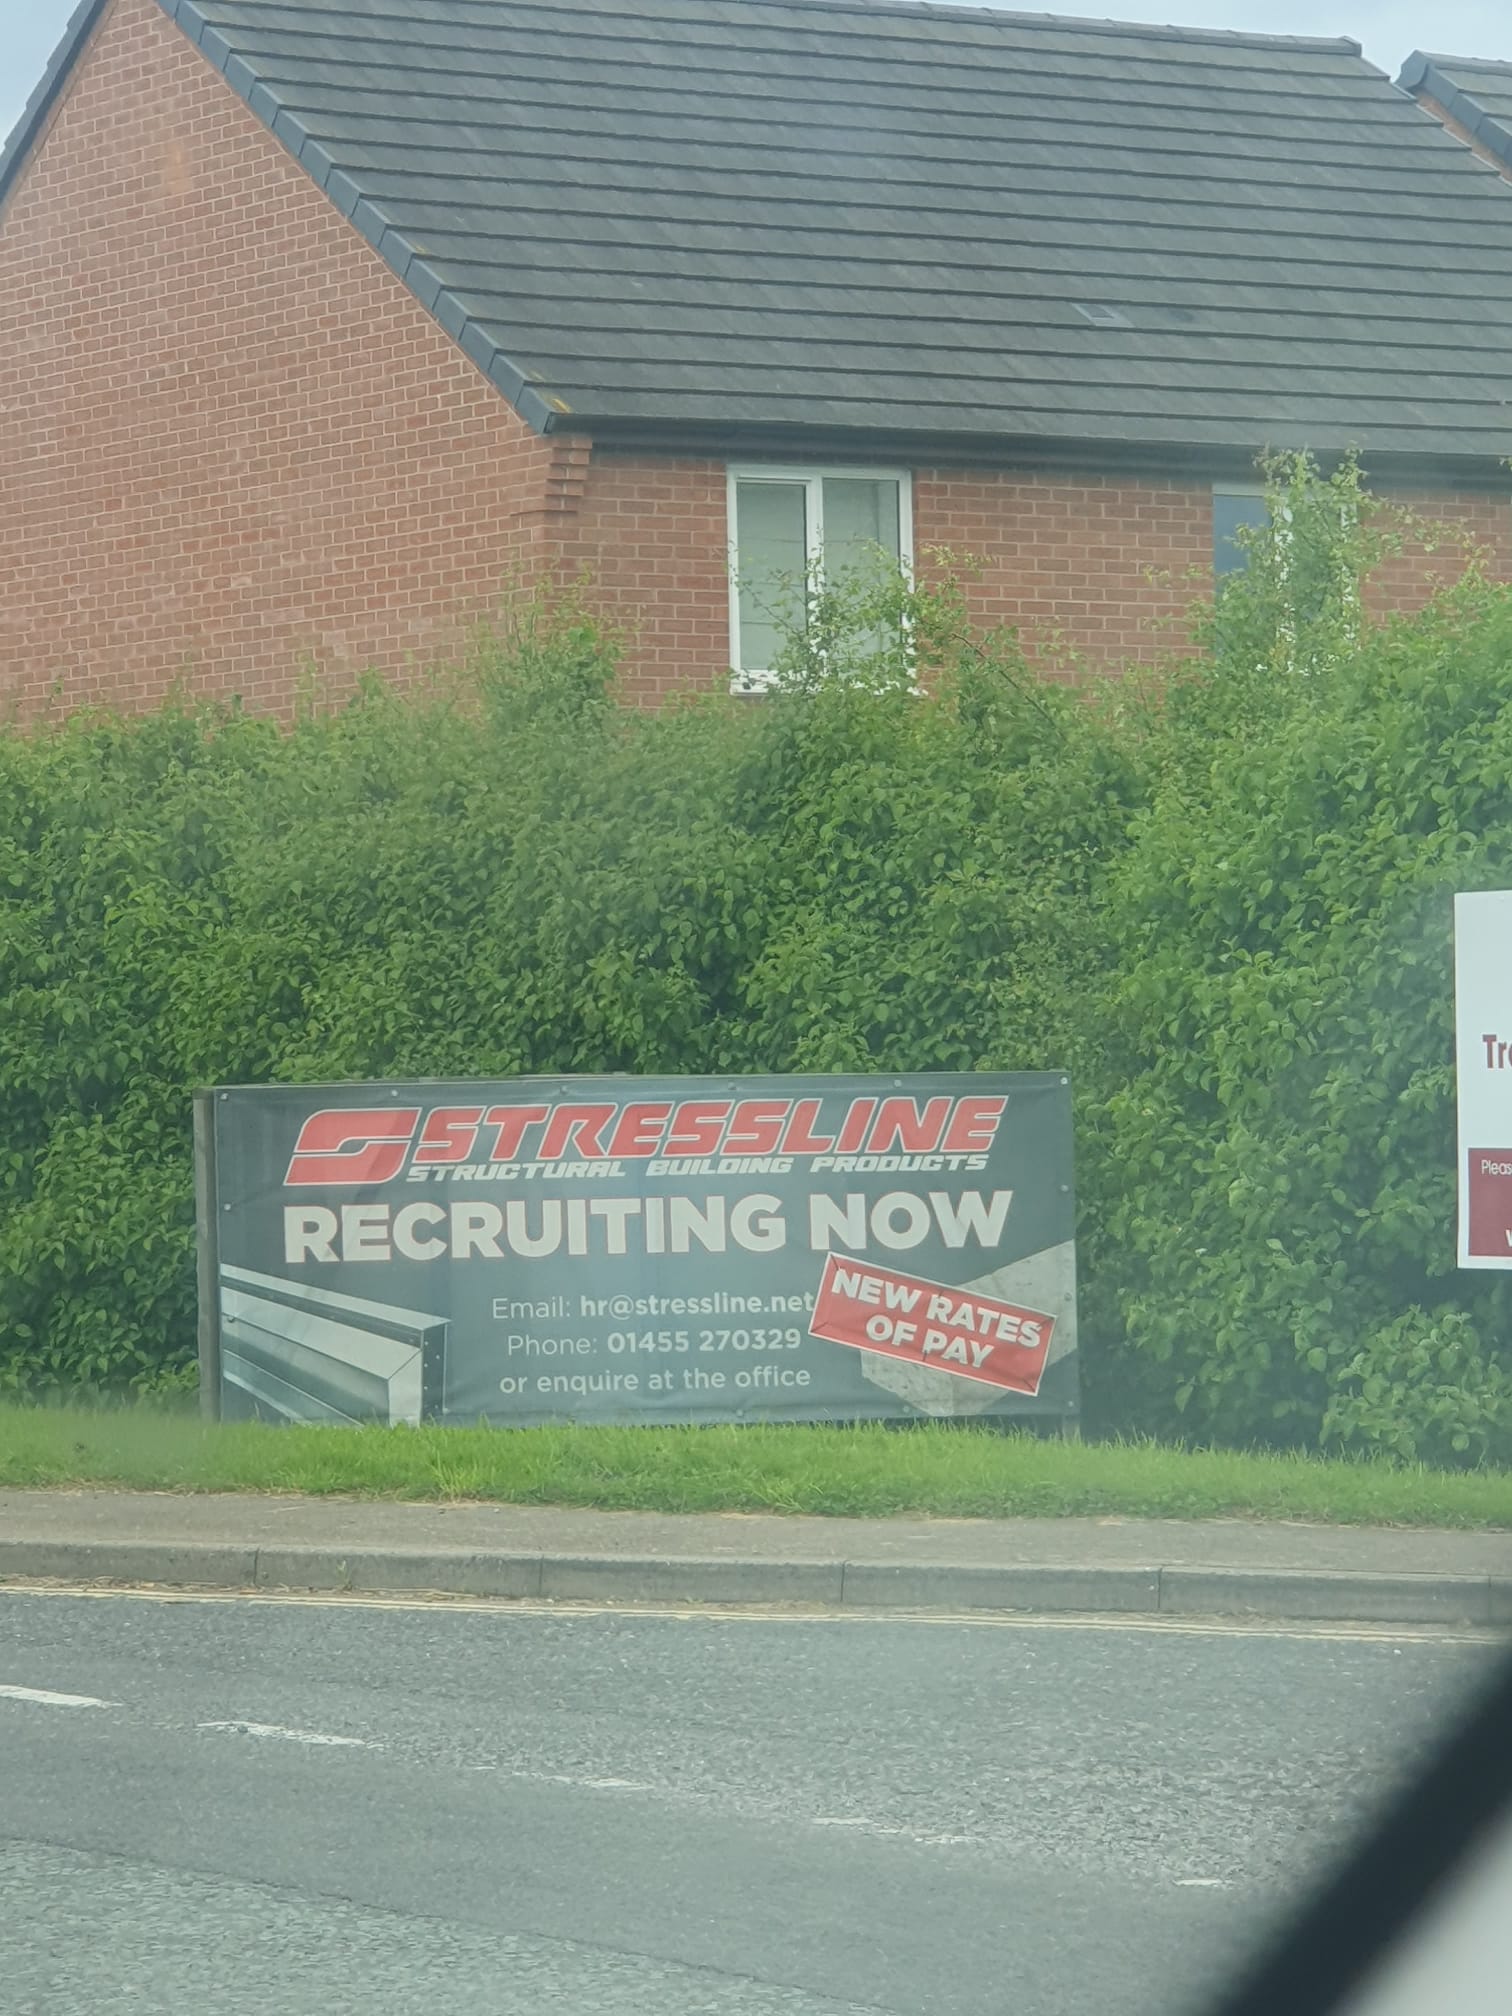 STRESSLINE
STRUCTURAL BUILDING PRODUCTS
RECRUITING NOW
Email: hr@stressline.net
Phone: 01455 270329
or enquire at the office
NEW RATES
OF PAY